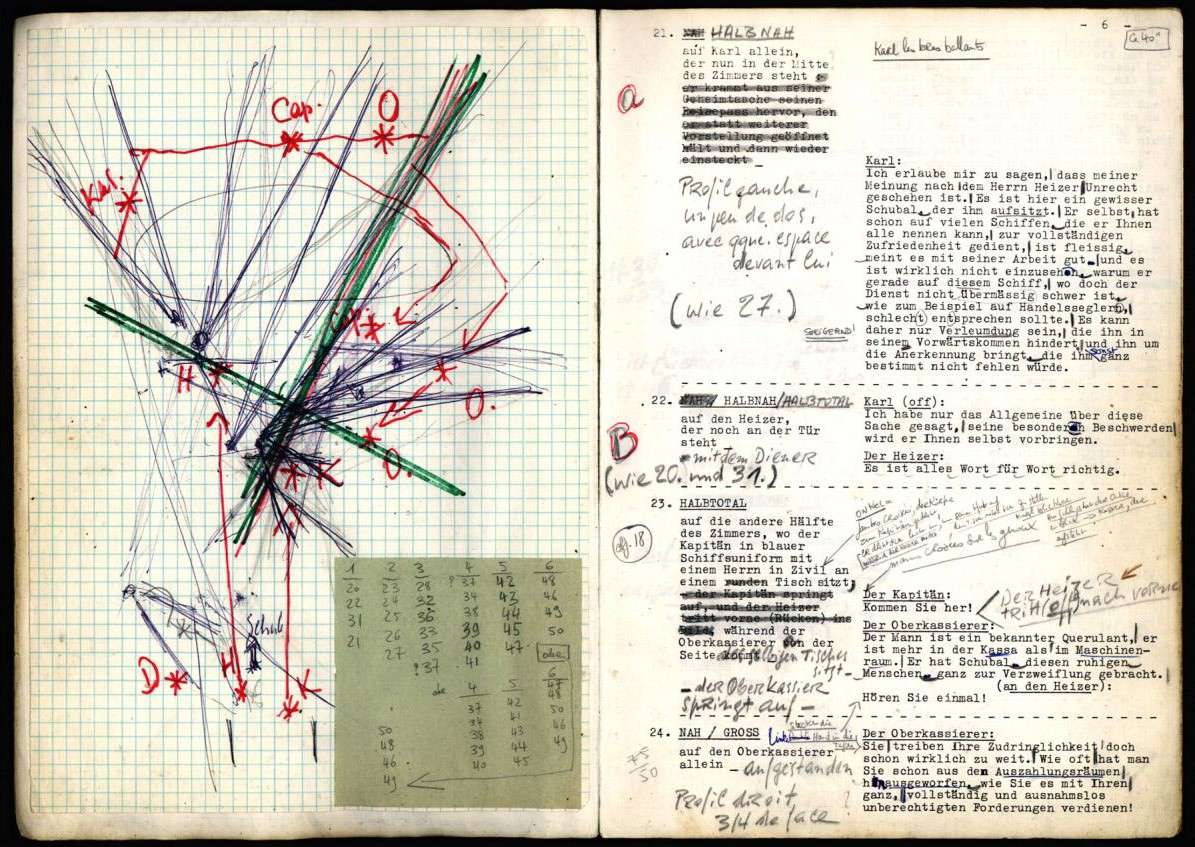 Cap.
O
Kar.
H
K
O.
O.
Schub
D
H
K
1 2 3 4 5 6
20 23 28 ?37 42 48
22 24 32 34 43 46
31 25 36 38 44 49
21 26 33 39 45 50
27 35 40 47
!37 41
6
4 5 47
37 42 48
34 41 50
50 38 43 46
48 39 44 49
46. 40 45
49
- 6 -
21. HALBNAH
auf Karl allein,
der nun in der Mitte
des Zimmers steht
er kramt aus seiner
Geheimtasche seinen
Reisepass hervor, den
er statt weiterer
Vorstellung geöffnet
hält und dann wieder
einsteckt
a
Profil gauche,
un peu de dos,
avec qque. espace
devant lui
(wie 27.)
STEIGERND!
Karl les bras ballants
Karl:
Ich erlaube mir zu sagen, dass meiner
Meinung nach dem Herrn Heizer Unrecht
geschehen ist. Es ist hier ein gewisser
Schubal, der ihm aufsitzt. Er selbst hat
schon auf vielen Schiffen, die er Ihnen
alle nennen kann, zur vollständigen
Zufriedenheit gedient, ist fleissig,
meint es mit seiner Arbeit gut und es
ist wirklich nicht einzusehen, warum er
gerade auf diesem Schiff, wo doch der
Dienst nicht übermässig schwer ist,
wie zum Beispiel auf Handelsseglern,
schlecht entsprechen sollte. Es kann
daher nur Verleumdung sein, die ihn in
seinem Vorwärtskommen hindert und ihn um
die Anerkennung bringt, die ihm sonst ganz
bestimmt nicht fehlen würde.
22. NAH / HALBNAH/HALBTOTAL
auf den Heizer,
der noch an der Tür
steht
- mit dem Diener
B
(wie 20. und 31.)
Karl (off):
Ich habe nur das Allgemeine über diese
Sache gesagt, seine besonderen Beschwerden
wird er Ihnen selbst vorbringen.
Der Heizer:
Es ist alles Wort für Wort richtig.
23. HALBTOTAL
auf die andere Hälfte
des Zimmers, wo der
Kapitän in blauer
Schiffsuniform mit
einem Herrn in Zivil an
einem runden Tisch sitzt,
- der Kapitän springt
auf, und der Heizer
tritt vorne (Rücken) ins
Bild, während der
Oberkassierer von der
Seite kommt
desselbigen Tisches
sitzt -
- der Oberkassier
springt auf -
cf. 18
ONKEL
mains croisées sur les genoux
Der Kapitän:
Kommen Sie her!
Der Heizer
tritt nach vorne
Der Oberkassierer:
Der Mann ist ein bekannter Querulant, er
ist mehr in der Kassa als im Maschinen-
raum. Er hat Schubal, diesen ruhigen
Menschen, ganz zur Verzweiflung gebracht.
(an den Heizer):
Hören Sie einmal!
24. NAH / GROSS
auf den Oberkassierer
allein - aufgestanden
Profil droit,
3/4 de face
Der Oberkassierer:
Sie treiben Ihre Zudringlichkeit doch
schon wirklich zu weit. Wie oft hat man
Sie schon aus den Auszahlungsräumen
hinausgeworfen, wie Sie es mit Ihren
ganz, vollständig und ausnahmslos
unberechtigten Forderungen verdienen!